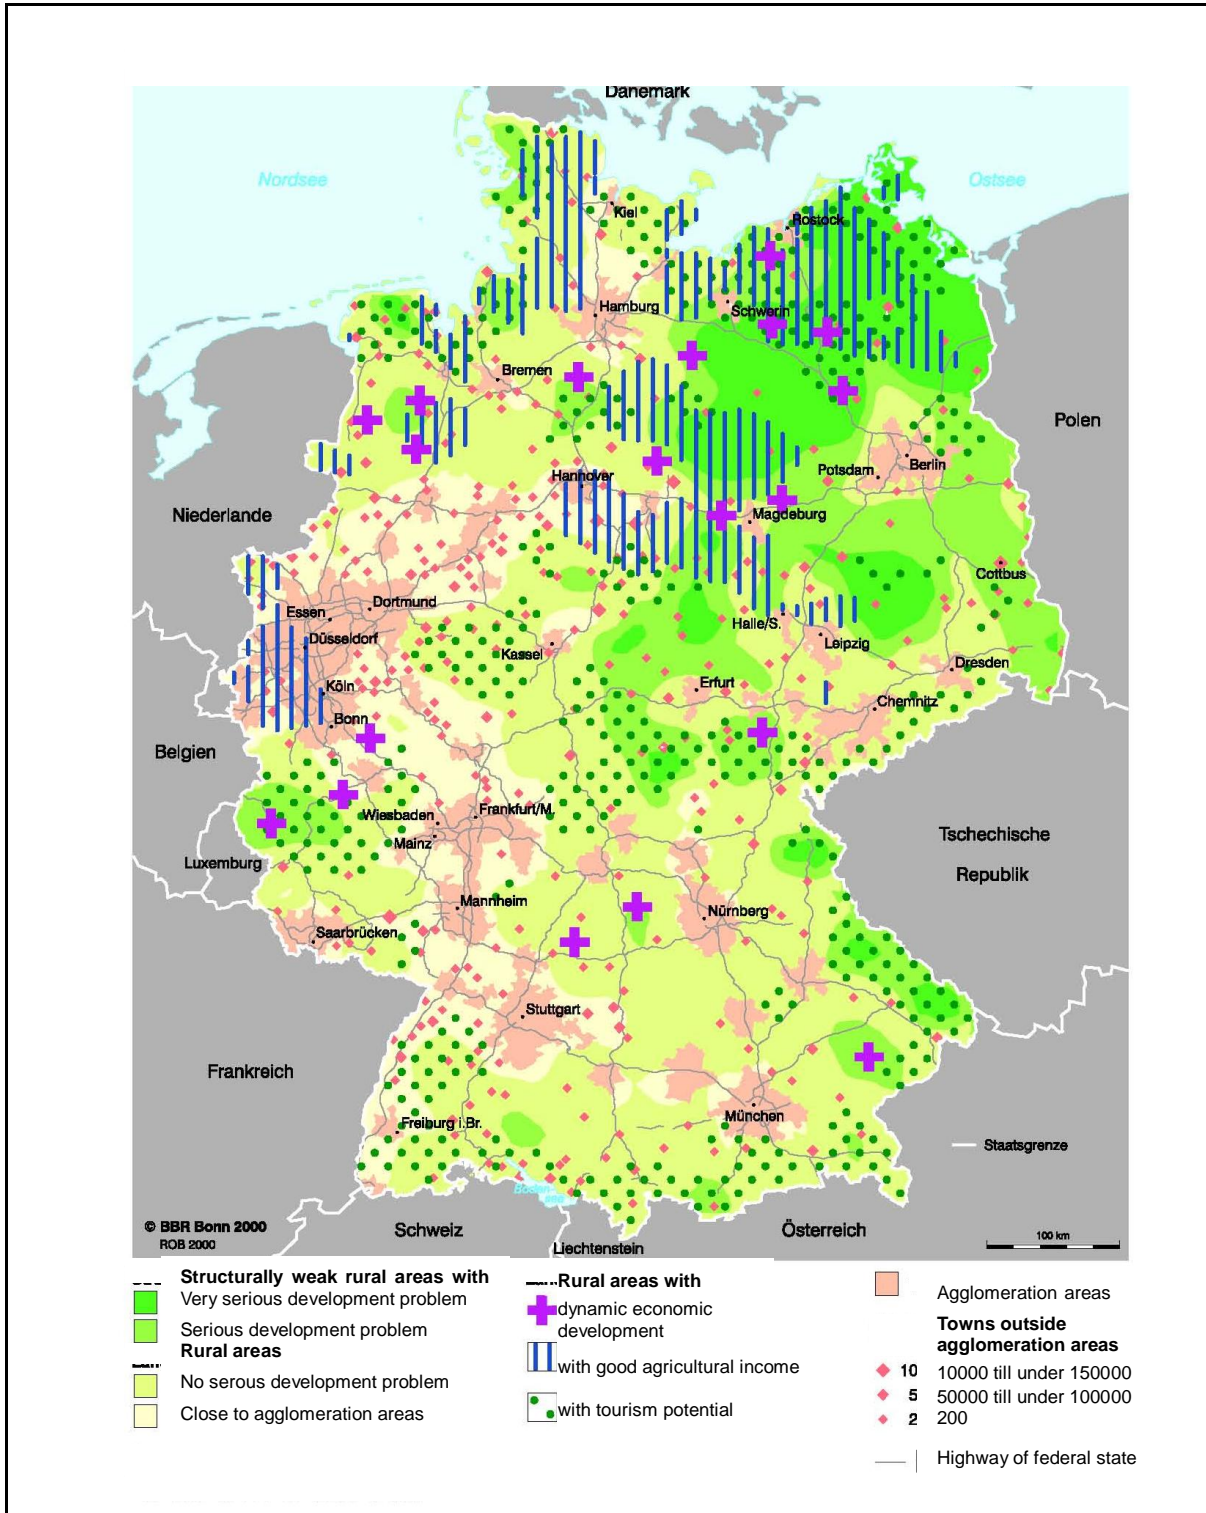 Dänemark
Nordsee
Ostsee
Kiel
Rostock
Hamburg
Schwerin
Bremen
Polen
Berlin
Potsdam
Hannover
Magdeburg
Niederlande
Cottbus
Essen
Dortmund
Halle/S.
Düsseldorf
Leipzig
Kassel
Dresden
Köln
Erfurt
Chemnitz
Bonn
Belgien
Wiesbaden
Frankfurt/M.
Mainz
Tschechische
Republik
Luxemburg
Mannheim
Nürnberg
Saarbrücken
Stuttgart
Frankreich
München
Freiburg i.Br.
Staatsgrenze
Boden-
see
© BBR Bonn 2000
ROB 2000
Schweiz
Liechtenstein
Österreich
100 km
Structurally weak rural areas with
Very serious development problem
Serious development problem
Rural areas
No serous development problem
Close to agglomeration areas
Rural areas with
dynamic economic
development
with good agricultural income
with tourism potential
Agglomeration areas
Towns outside
agglomeration areas
10 10000 till under 150000
5 50000 till under 100000
2 200
Highway of federal state